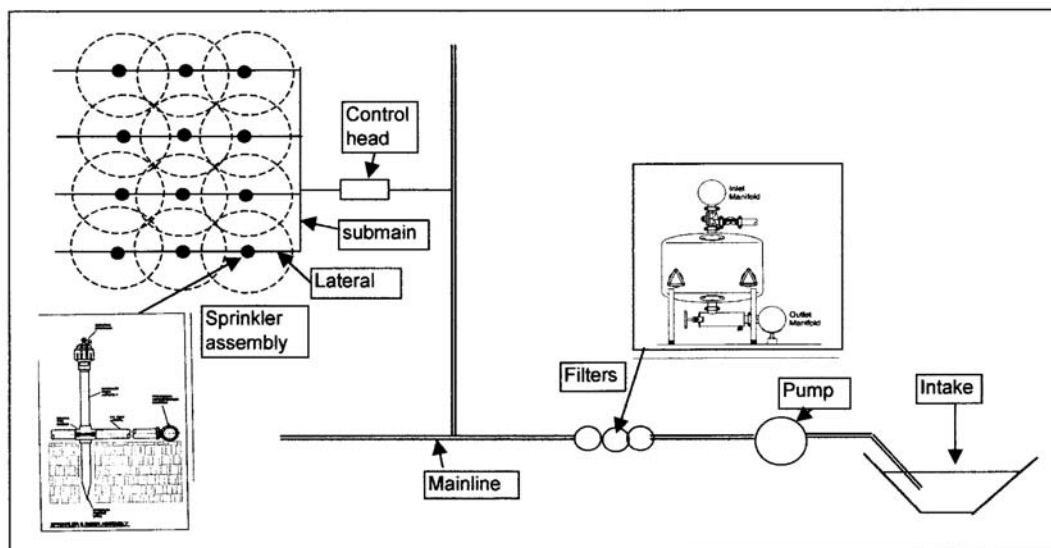 Control
head
Inlet
Manifold
submain
Lateral
Sprinkler
assembly
Outlet
Manifold
Filters
Pump
Intake
Mainline